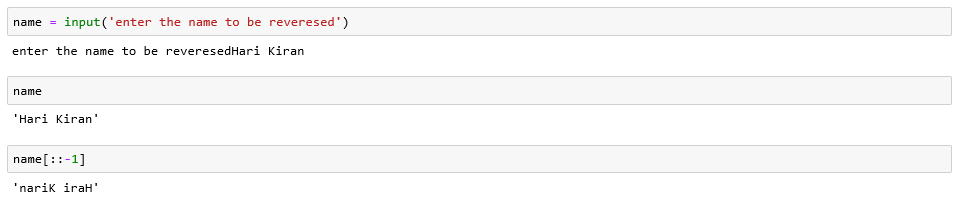 name = input('enter the name to be reveresed')
enter the name to be reveresedHari Kiran
name
'Hari Kiran'
name[::-1]
'nariK iraH'